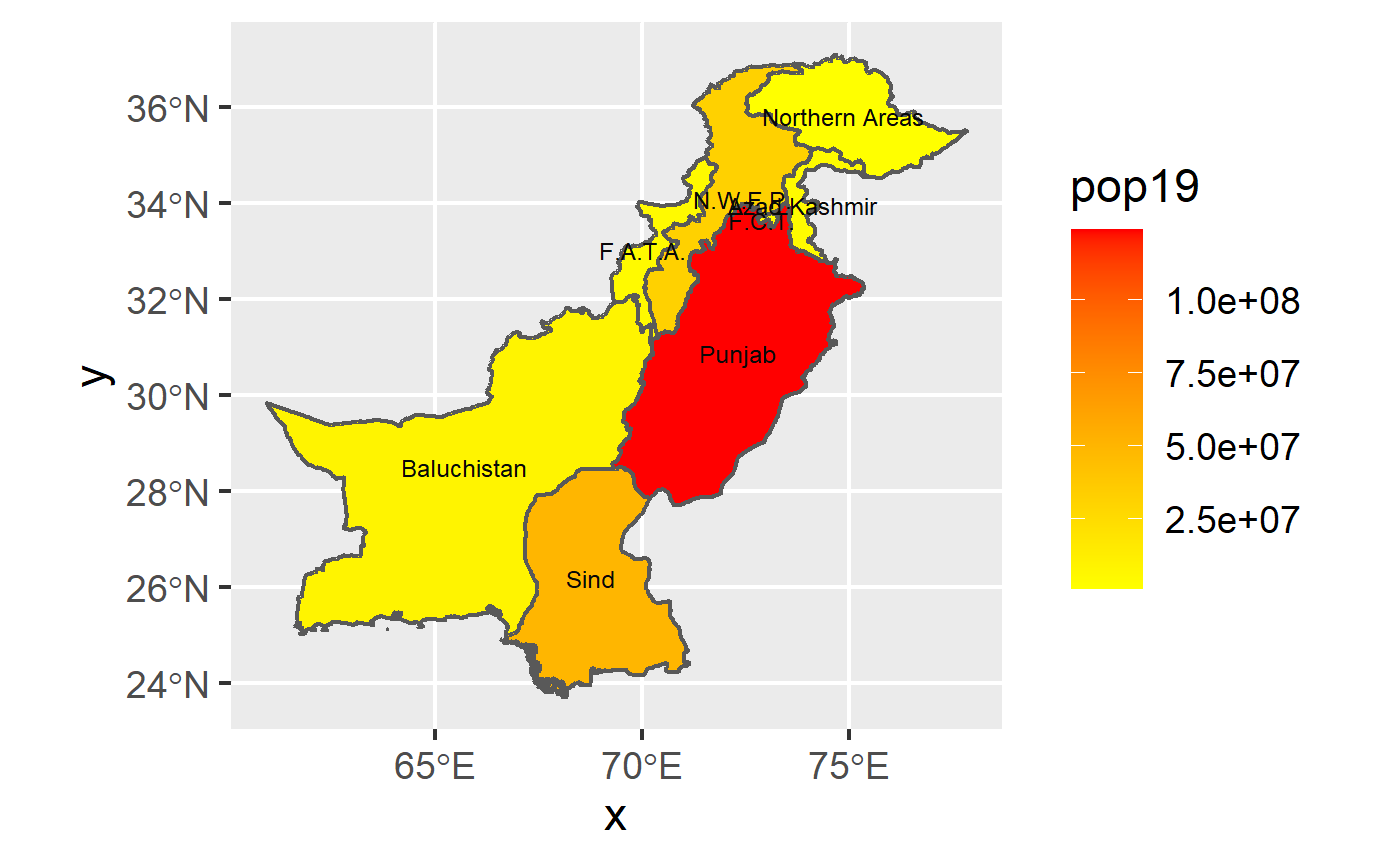 36°N
34°N
32°N
30°N
28°N
26°N
24°N
y
Northern Areas
N.W.F.P.
Azad Kashmir
F.C.T.
F.A.T.A.
Punjab
Baluchistan
Sind
65°E 70°E 75°E
x
pop19
1.0e+08
7.5e+07
5.0e+07
2.5e+07